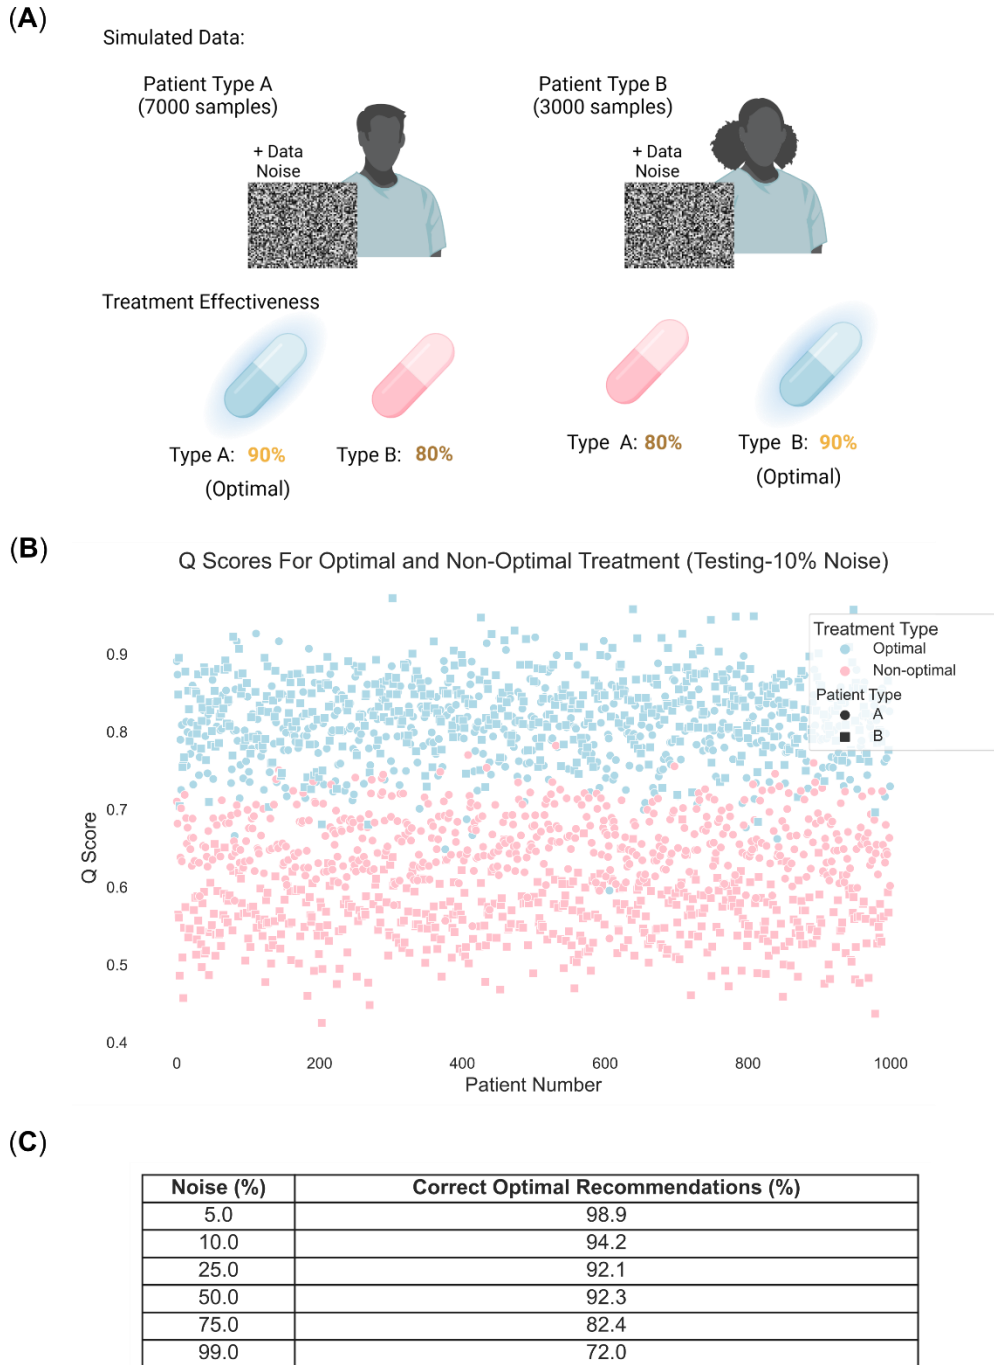 (A)
Simulated Data:
Patient Type A
(7000 samples)
+ Data
Noise
Patient Type B
(3000 samples)
+ Data
Noise
Treatment Effectiveness
Type A: 90%
(Optimal)
Type B: 80%
Type A: 80%
Type B: 90%
(Optimal)
(B)
Q Scores For Optimal and Non-Optimal Treatment (Testing-10% Noise)
Treatment Type
Optimal
Non-optimal
Patient Type
A
B
Q Score
0.9
0.8
0.7
0.6
0.5
0.4
0 200 400 600 800 1000
Patient Number
(C)
Noise (%) Correct Optimal Recommendations (%)
5.0 98.9
10.0 94.2
25.0 92.1
50.0 92.3
75.0 82.4
99.0 72.0